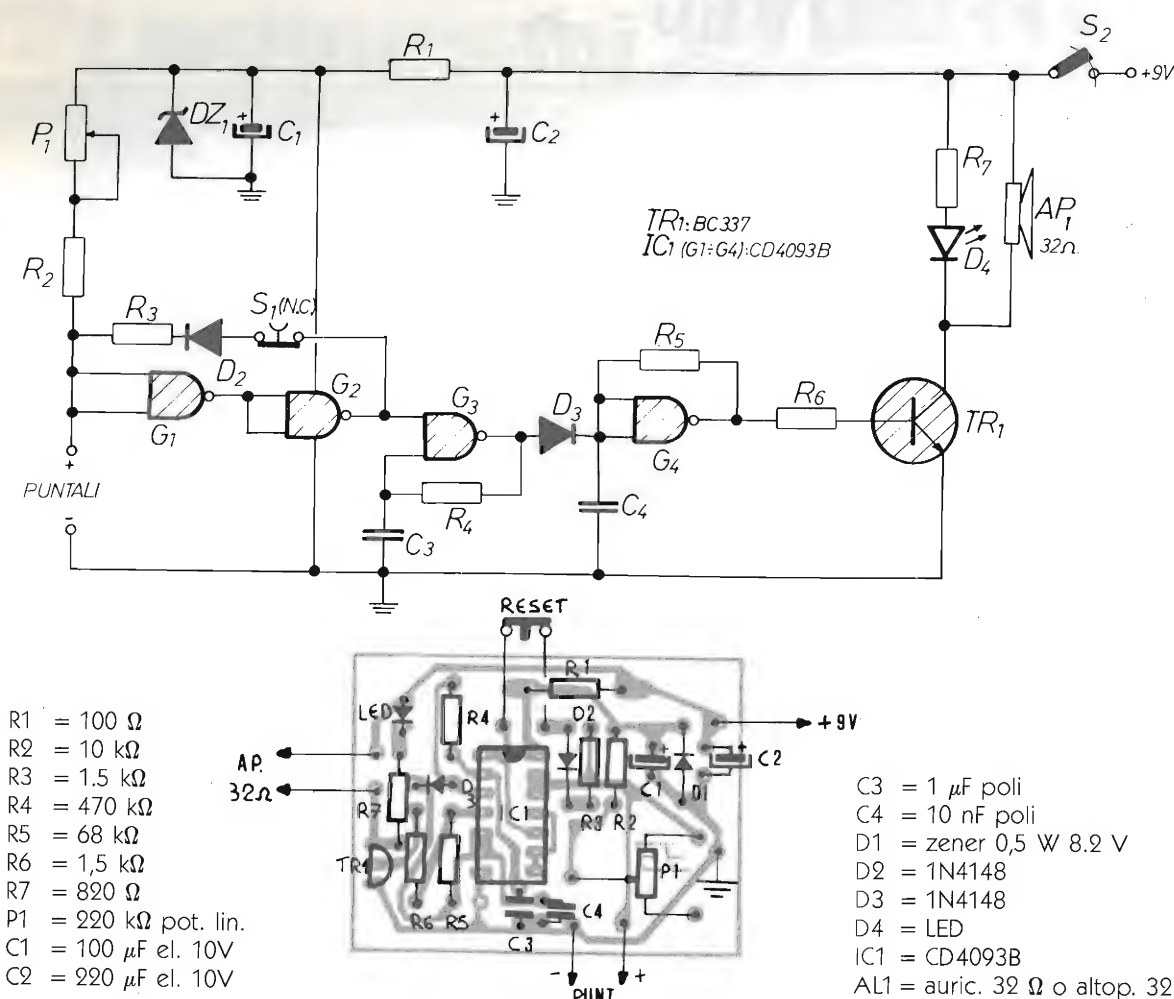 S2
R1
+9V
P1
DZ1
+
C1
+
C2
R7
AP1
32Ω
D4
TR1: BC337
IC1 (G1÷G4): CD4093B
R2
R3
S1 (N.C)
D2
G1
G2
G3
D3
R5
G4
R6
TR1
+
PUNTALI
-
R4
C3
C4
RESET
R1
LED
R4
D2
+9V
AP.
32Ω
C1
+
D1
+
C2
R7
D3
IC1
R3
R2
TR1
P1
R6
R5
C4
C3
-
+
PUNT
R1 = 100 Ω
R2 = 10 kΩ
R3 = 1.5 kΩ
R4 = 470 kΩ
R5 = 68 kΩ
R6 = 1,5 kΩ
R7 = 820 Ω
P1 = 220 kΩ pot. lin.
C1 = 100 μF el. 10V
C2 = 220 μF el. 10V
C3 = 1 μF poli
C4 = 10 nF poli
D1 = zener 0,5 W 8.2 V
D2 = 1N4148
D3 = 1N4148
D4 = LED
IC1 = CD4093B
AL1 = auric. 32 Ω o altop. 32